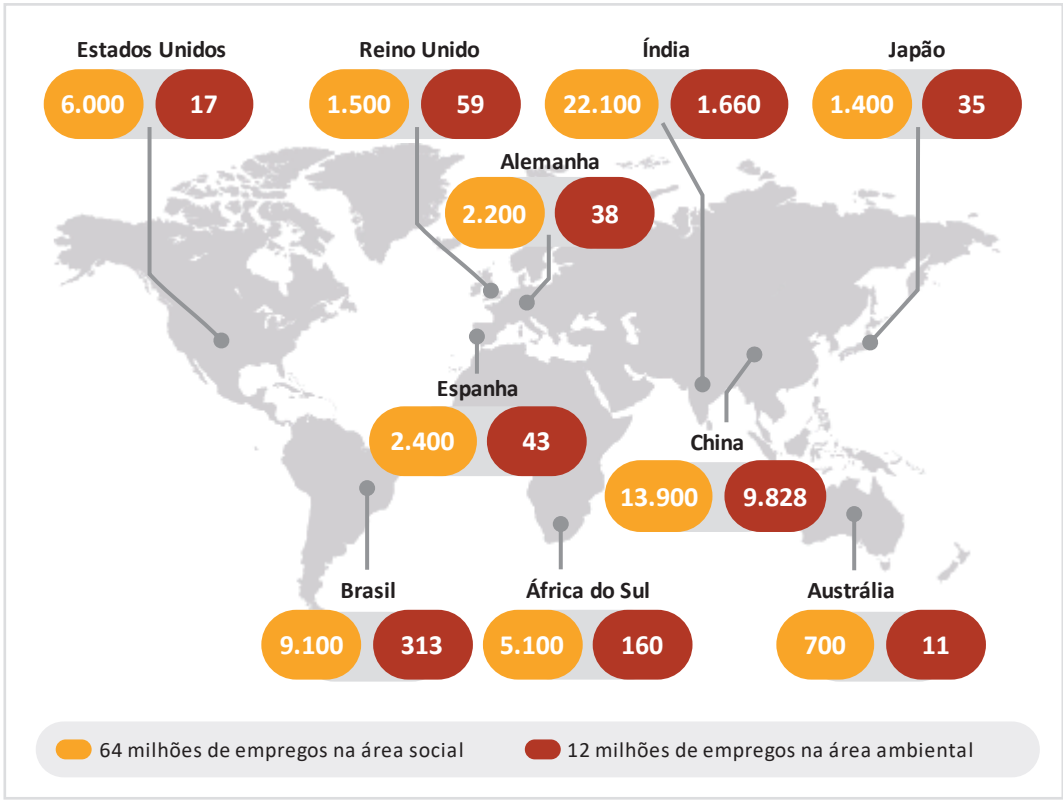 Estados Unidos
6.000 17
Reino Unido
1.500 59
Índia
22.100 1.660
Japão
1.400 35
Alemanha
2.200 38
Espanha
2.400 43
China
13.900 9.828
Brasil
9.100 313
África do Sul
5.100 160
Austrália
700 11
64 milhões de empregos na área social
12 milhões de empregos na área ambiental